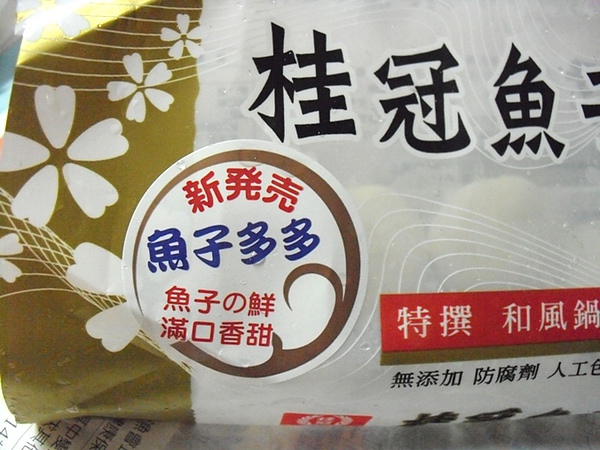 桂冠魚
新発売
魚子多多
魚子の鮮
滿口香甜
特撰 和風鍋
無添加 防腐劑 人工色